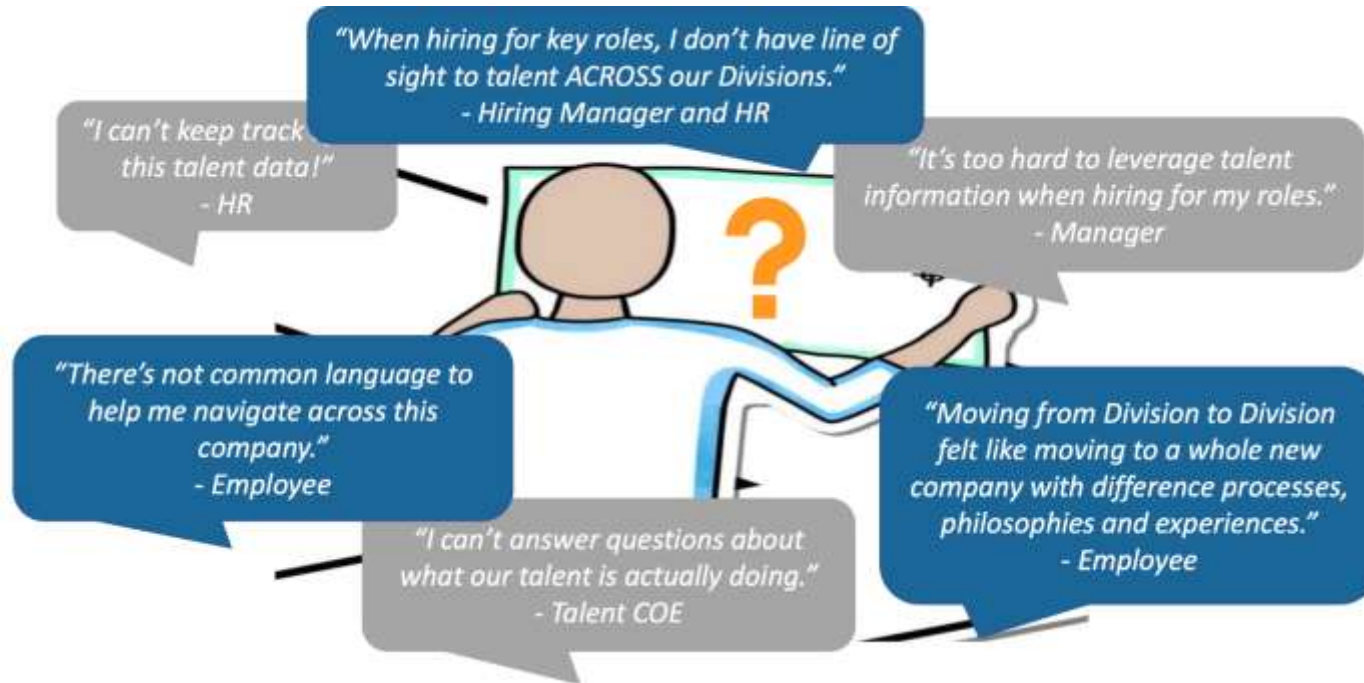 “When hiring for key roles, I don’t have line of
sight to talent ACROSS our Divisions.”
- Hiring Manager and HR
“I can’t keep track
this talent data!”
- HR
“It’s too hard to leverage talent
information when hiring for my roles.”
- Manager
?
“There’s not common language to
help me navigate across this
company.”
- Employee
“Moving from Division to Division
felt like moving to a whole new
company with difference processes,
philosophies and experiences.”
- Employee
“I can’t answer questions about
what our talent is actually doing.”
- Talent COE